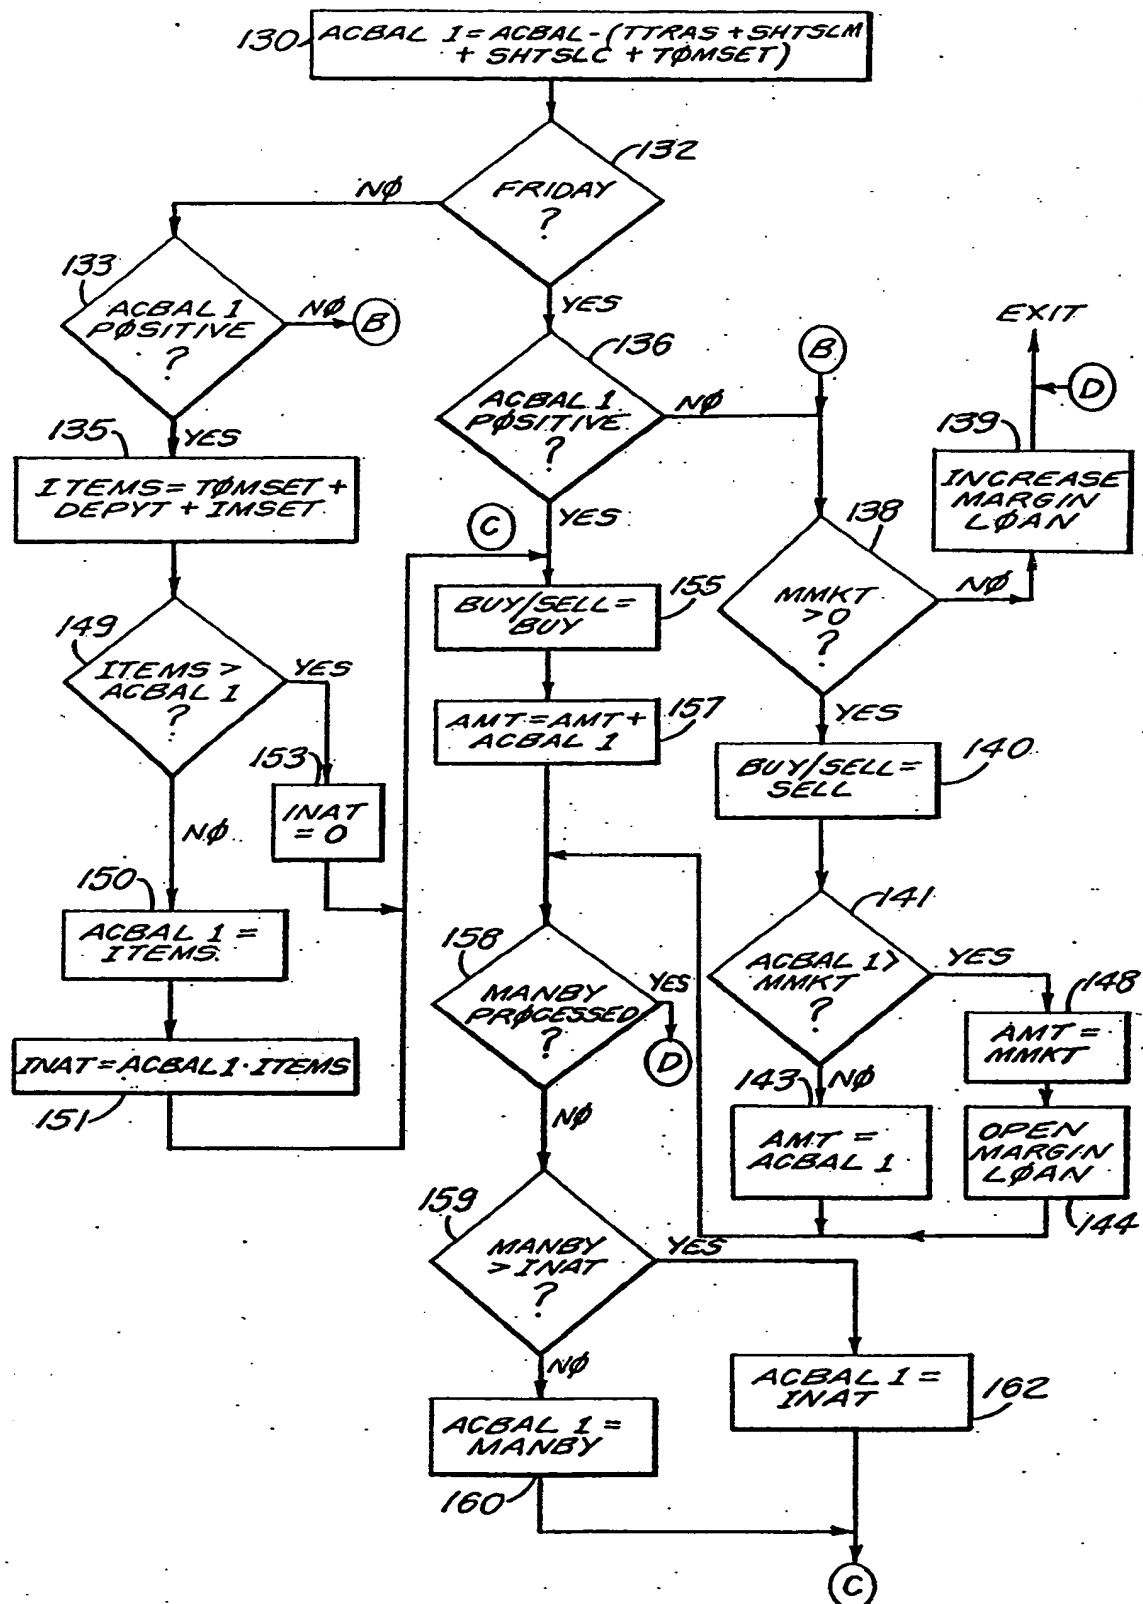 130
ACBAL 1 = ACBAL-(TTRAS + SHTSLM
+ SHTSLC + TØMSET)
132
FRIDAY
?
NØ
YES
133
ACBAL 1
PØSITIVE
?
NØ
B
YES
136
ACBAL 1
PØSITIVE
?
NØ
YES
B
EXIT
D
139
INCREASE
MARGIN
LØAN
135
ITEMS = TØMSET +
DEPYT + IMSET
C
138
MMKT
>0
?
NØ
YES
149
ITEMS >
ACBAL 1
?
YES
NØ
153
INAT
= 0
155
BUY/SELL =
BUY
157
AMT = AMT +
ACBAL 1
140
BUY/SELL =
SELL
150
ACBAL 1 =
ITEMS
151
INAT = ACBAL 1 · ITEMS
158
MANBY
PRØCESSED
?
YES
D
NØ
141
ACBAL 1 >
MMKT
?
YES
NØ
148
AMT =
MMKT
143
AMT =
ACBAL 1
OPEN
MARGIN
LØAN
144
159
MANBY
> INAT
?
YES
NØ
ACBAL 1 =
MANBY
160
ACBAL 1 =
INAT
162
C